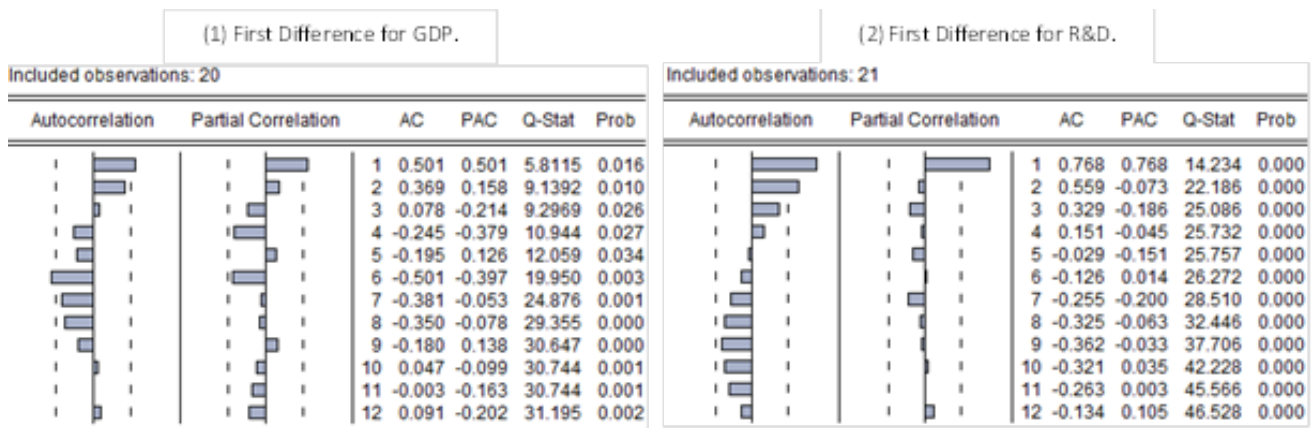 (1) First Difference for GDP.
Included observations: 20
Autocorrelation Partial Correlation AC PAC Q-Stat Prob
1 0.501 0.501 5.8115 0.016
2 0.369 0.158 9.1392 0.010
3 0.078 -0.214 9.2969 0.026
4 -0.245 -0.379 10.944 0.027
5 -0.195 0.126 12.059 0.034
6 -0.501 -0.397 19.950 0.003
7 -0.381 -0.053 24.876 0.001
8 -0.350 -0.078 29.355 0.000
9 -0.180 0.138 30.647 0.000
10 0.047 -0.099 30.744 0.001
11 -0.003 -0.163 30.744 0.001
12 0.091 -0.202 31.195 0.002
(2) First Difference for R&D.
Included observations: 21
Autocorrelation Partial Correlation AC PAC Q-Stat Prob
1 0.768 0.768 14.234 0.000
2 0.559 -0.073 22.186 0.000
3 0.329 -0.186 25.086 0.000
4 0.151 -0.045 25.732 0.000
5 -0.029 -0.151 25.757 0.000
6 -0.126 0.014 26.272 0.000
7 -0.255 -0.200 28.510 0.000
8 -0.325 -0.063 32.446 0.000
9 -0.362 -0.033 37.706 0.000
10 -0.321 0.035 42.228 0.000
11 -0.263 0.003 45.566 0.000
12 -0.134 0.105 46.528 0.000